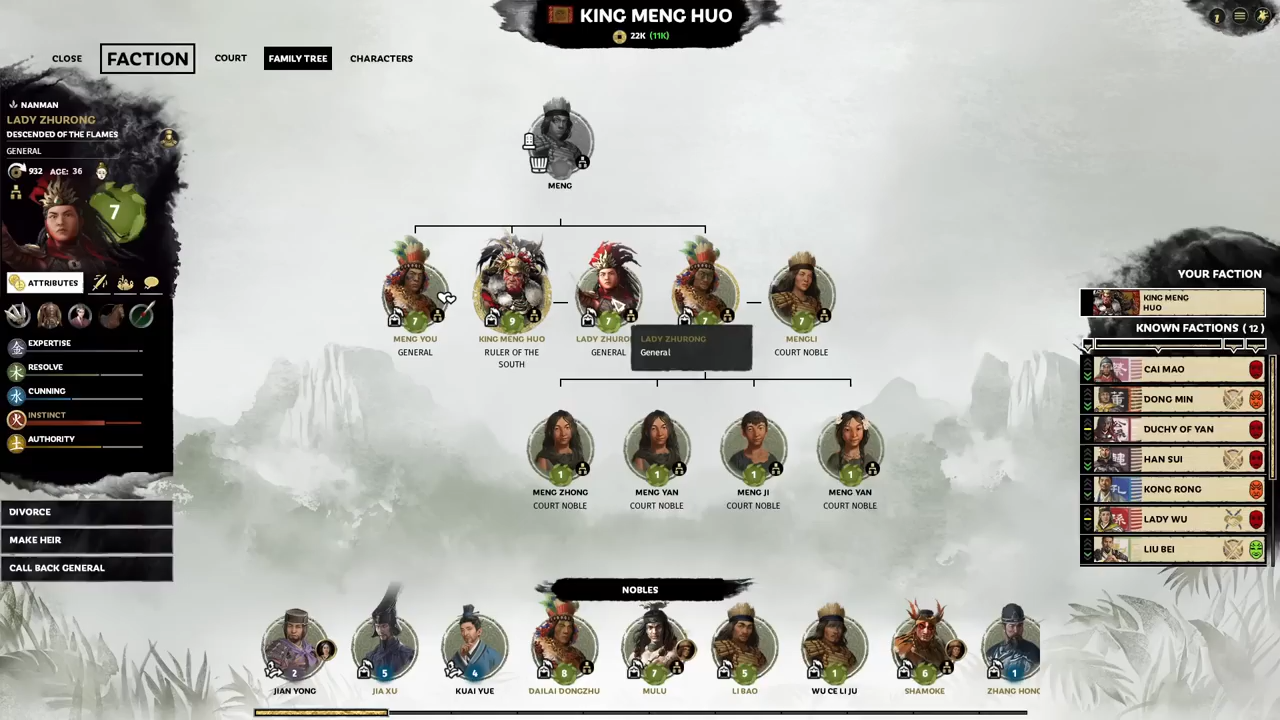 KING MENG HUO
22K (11K)
CLOSE
FACTION
COURT
FAMILY TREE
CHARACTERS
NANMAN
LADY ZHURONG
DESCENDED OF THE FLAMES
GENERAL
932
AGE: 36
7
ATTRIBUTES
金 EXPERTISE
木 RESOLVE
水 CUNNING
火 INSTINCT
土 AUTHORITY
DIVORCE
MAKE HEIR
CALL BACK GENERAL
MENG
7
9
7
7
7
MENG YOU
GENERAL
KING MENG HUO
RULER OF THE
SOUTH
LADY ZHURO
GENERAL
LADY ZHURONG
General
MENGLI
COURT NOBLE
1
1
1
1
MENG ZHONG
COURT NOBLE
MENG YAN
COURT NOBLE
MENG JI
COURT NOBLE
MENG YAN
COURT NOBLE
NOBLES
2
5
4
8
7
5
1
6
1
JIAN YONG
JIA XU
KUAI YUE
DAILAI DONGZHU
MULU
LI BAO
WU CE LI JU
SHAMOKE
ZHANG HONG
YOUR FACTION
KING MENG
HUO
KNOWN FACTIONS ( 12 )
CAI MAO
DONG MIN
DUCHY OF YAN
HAN SUI
KONG RONG
LADY WU
LIU BEI